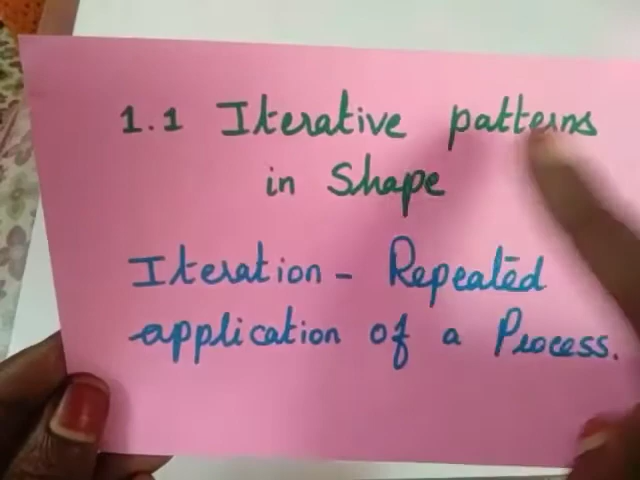 1.1 Iterative patterns
in Shape
Iteration - Repeated
application of a Process.